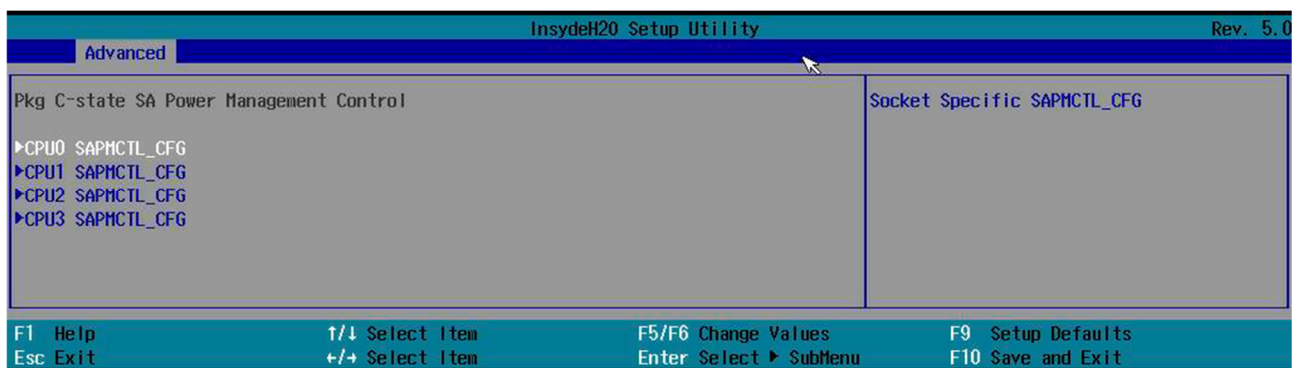 InsydeH20 Setup Utility Rev. 5.0
Advanced
Pkg C-state SA Power Management Control
Socket Specific SAPMCTL_CFG
▶CPU0 SAPMCTL_CFG
▶CPU1 SAPMCTL_CFG
▶CPU2 SAPMCTL_CFG
▶CPU3 SAPMCTL_CFG
F1 Help ↑/↓ Select Item F5/F6 Change Values F9 Setup Defaults
Esc Exit ←/→ Select Item Enter Select ▶ SubMenu F10 Save and Exit